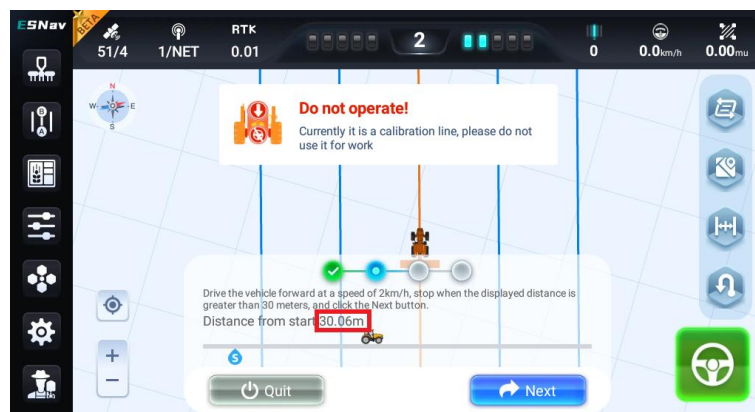 ESNav
BETA
51/4
1/NET
RTK
0.01
2
0
0.0km/h
0.00mu
N
W
E
S
B
A
Do not operate!
Currently it is a calibration line, please do not
use it for work
Drive the vehicle forward at a speed of 2km/h, stop when the displayed distance is
greater than 30 meters, and click the Next button.
Distance from start 30.06m
S
Quit
Next